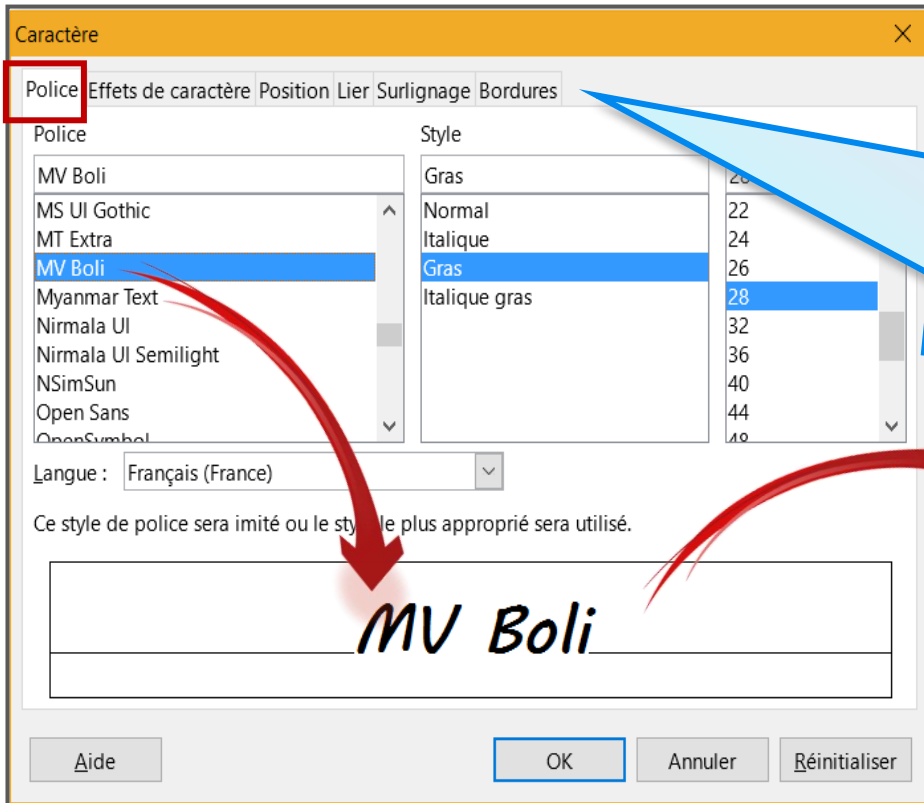 Caractère
Police Effets de caractère Position Lier Surlignage Bordures
Police Style
MV Boli Gras 28
MS UI Gothic Normal 22
MT Extra Italique 24
MV Boli Gras 26
Myanmar Text Italique gras 28
Nirmala UI 32
Nirmala UI Semilight 36
NSimSun 40
Open Sans 44
OpenSymbol 48
Langue : Français (France)
Ce style de police sera imité ou le style le plus approprié sera utilisé.
MV Boli
Aide OK Annuler Réinitialiser